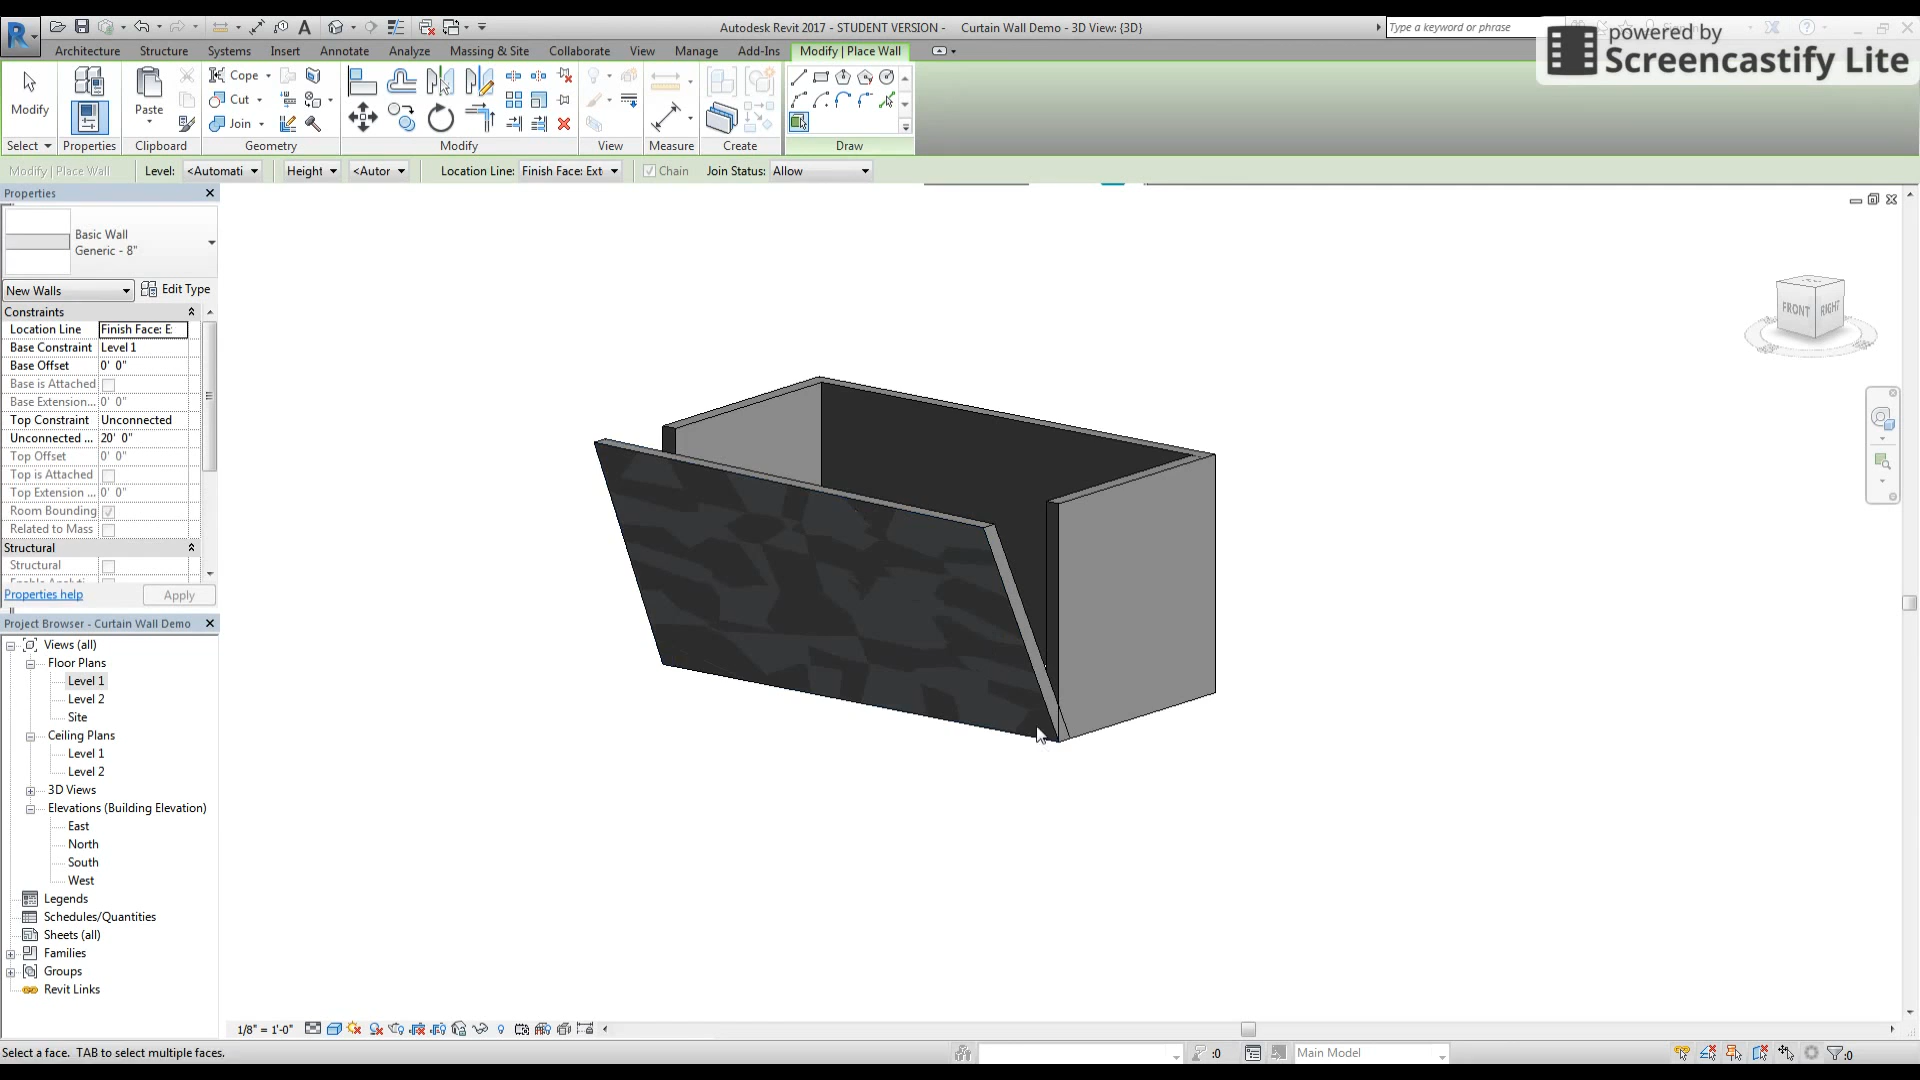 Autodesk Revit 2017 - STUDENT VERSION - Curtain Wall Demo - 3D View: {3D}
Type a keyword or phrase
powered by
Screencastify Lite
Architecture Structure Systems Insert Annotate Analyze Massing & Site Collaborate View Manage Add-Ins Modify | Place Wall
Modify
Paste
Cope
Cut
Join
Select Properties Clipboard Geometry Modify View Measure Create Draw
Modify | Place Wall Level: <Automati Height <Autor Location Line: Finish Face: Ext Chain Join Status: Allow
Properties
Basic Wall
Generic - 8"
New Walls Edit Type
Constraints
Location Line Finish Face: E:
Base Constraint Level 1
Base Offset 0' 0"
Base is Attached
Base Extension... 0' 0"
Top Constraint Unconnected
Unconnected ... 20' 0"
Top Offset 0' 0"
Top is Attached
Top Extension ... 0' 0"
Room Bounding
Related to Mass
Structural
Structural
Properties help Apply
Project Browser - Curtain Wall Demo
Views (all)
Floor Plans
Level 1
Level 2
Site
Ceiling Plans
Level 1
Level 2
3D Views
Elevations (Building Elevation)
East
North
South
West
Legends
Schedules/Quantities
Sheets (all)
Families
Groups
Revit Links
FRONT RIGHT
1/8" = 1'-0"
Select a face. TAB to select multiple faces.
:0
Main Model
:0